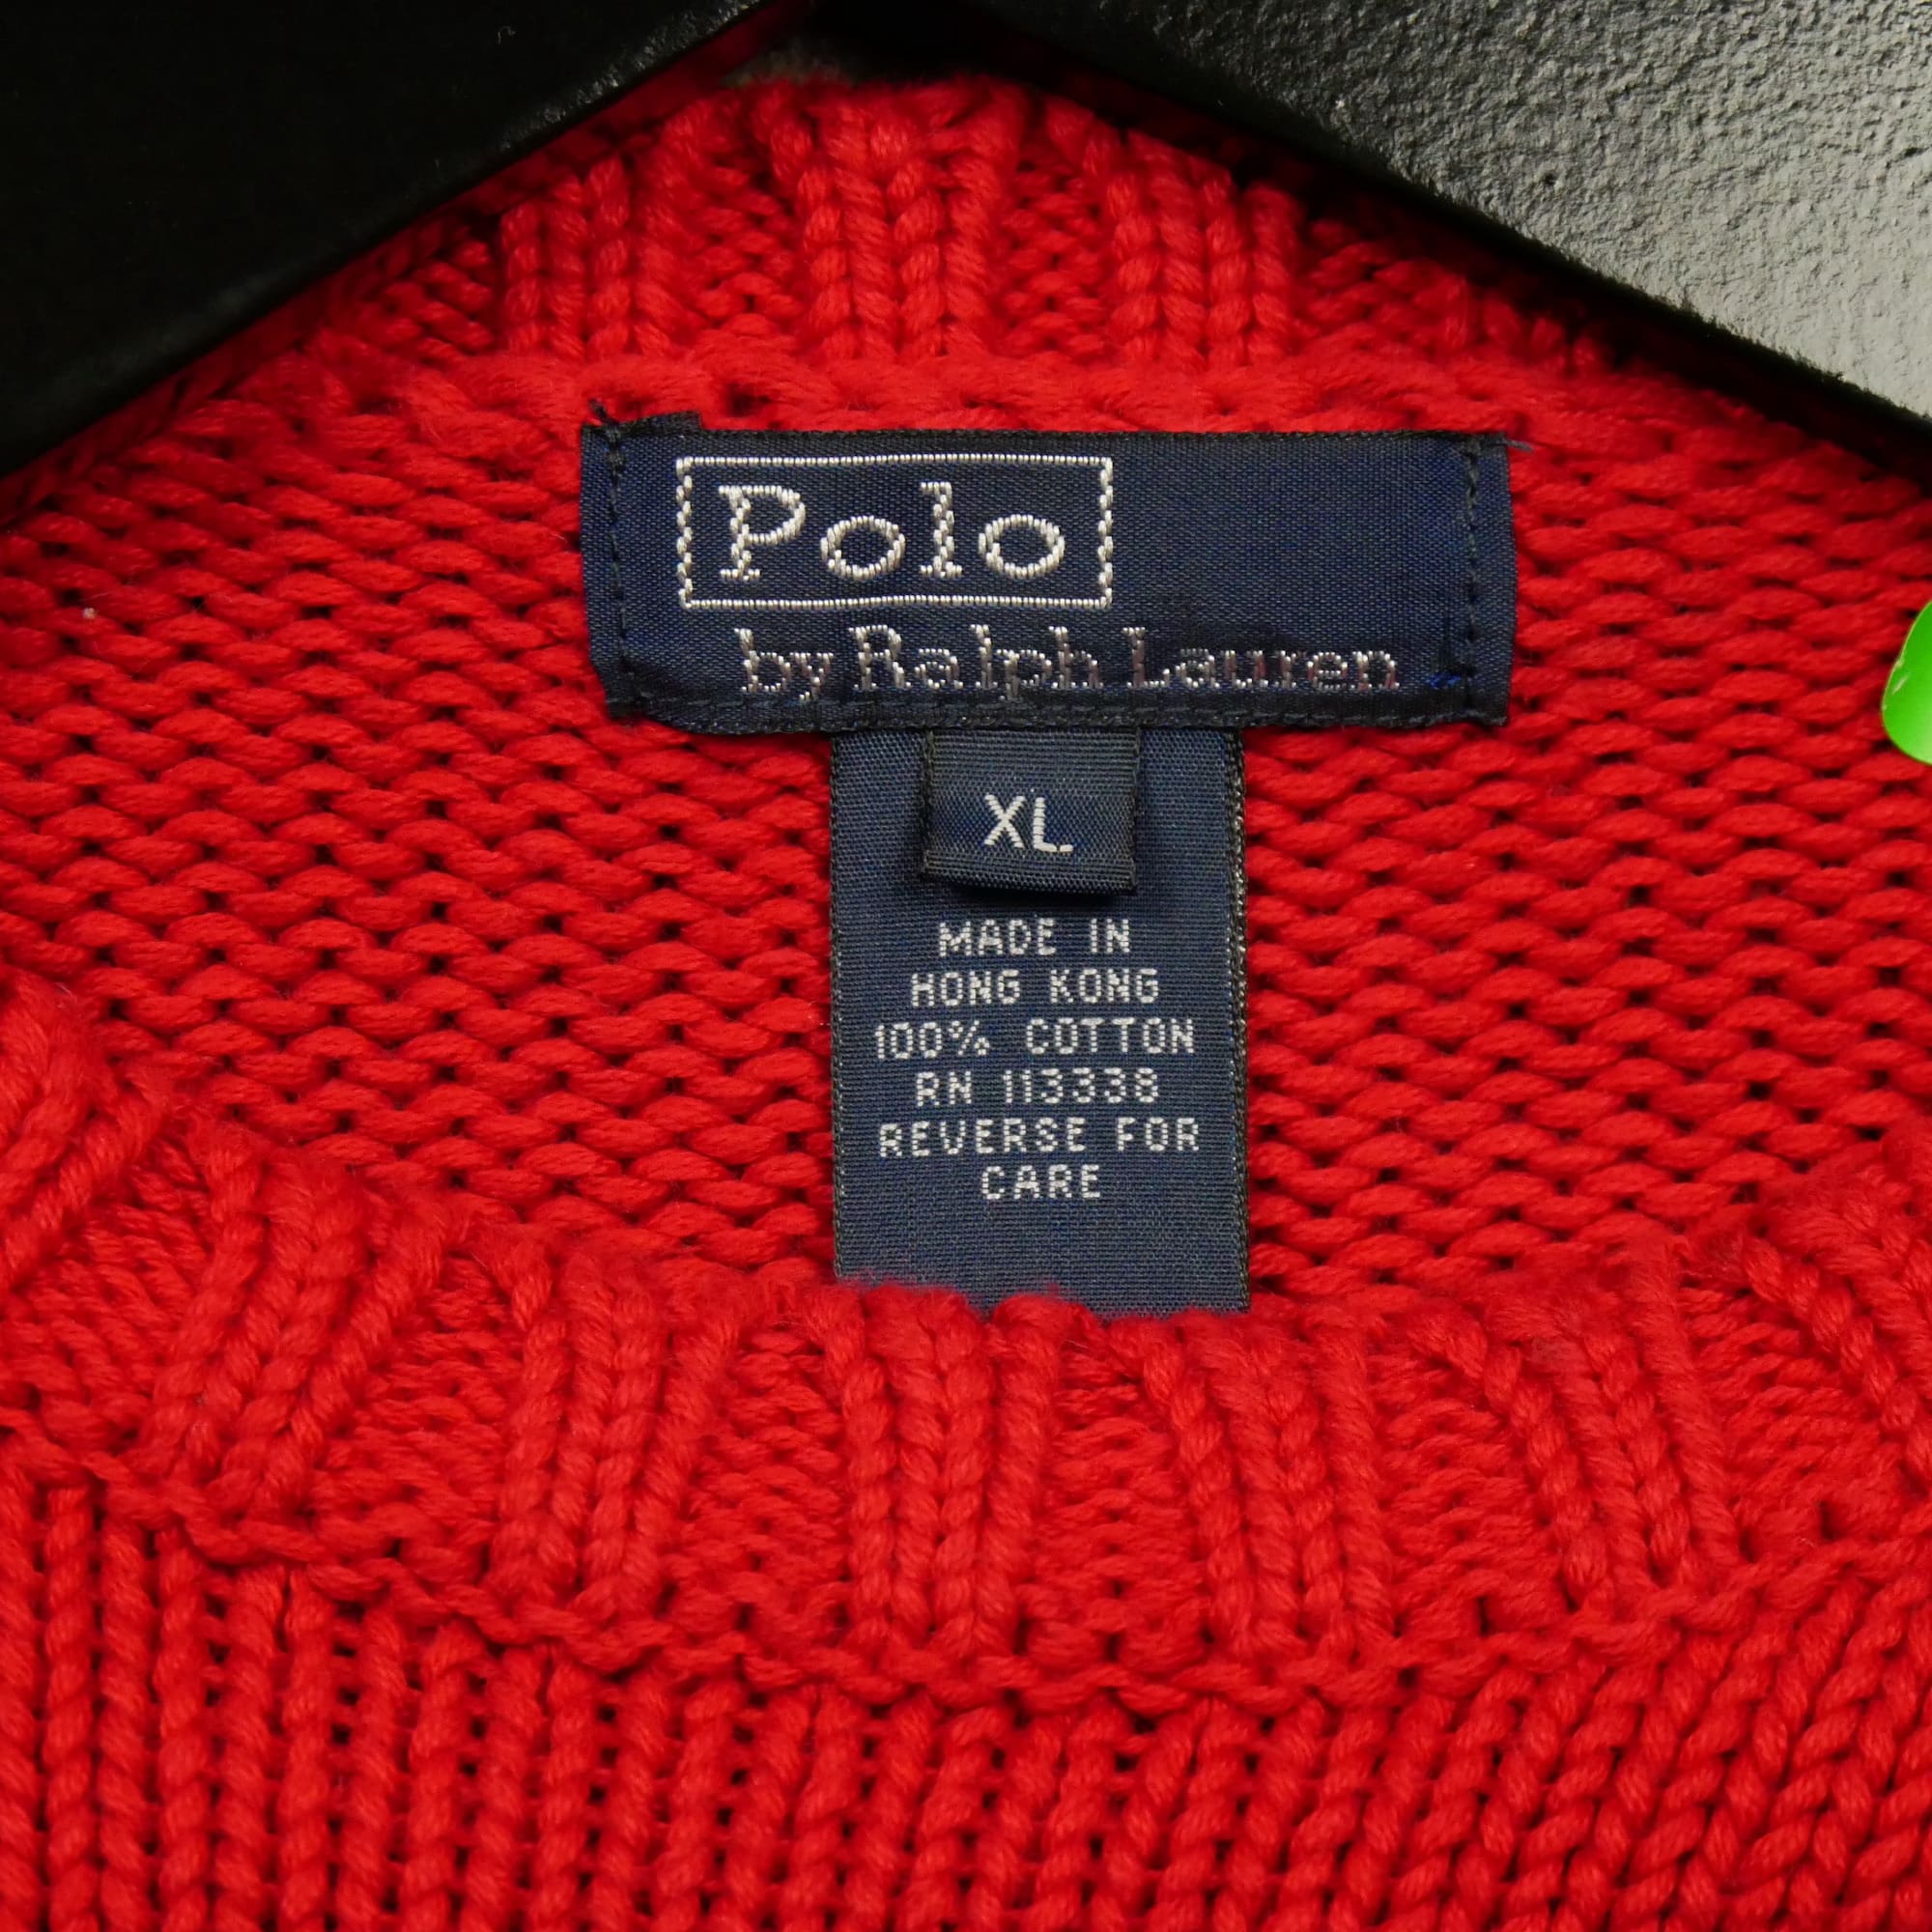 Polo
by Ralph Lauren
XL
MADE IN
HONG KONG
100% COTTON
RN 113338
REVERSE FOR
CARE